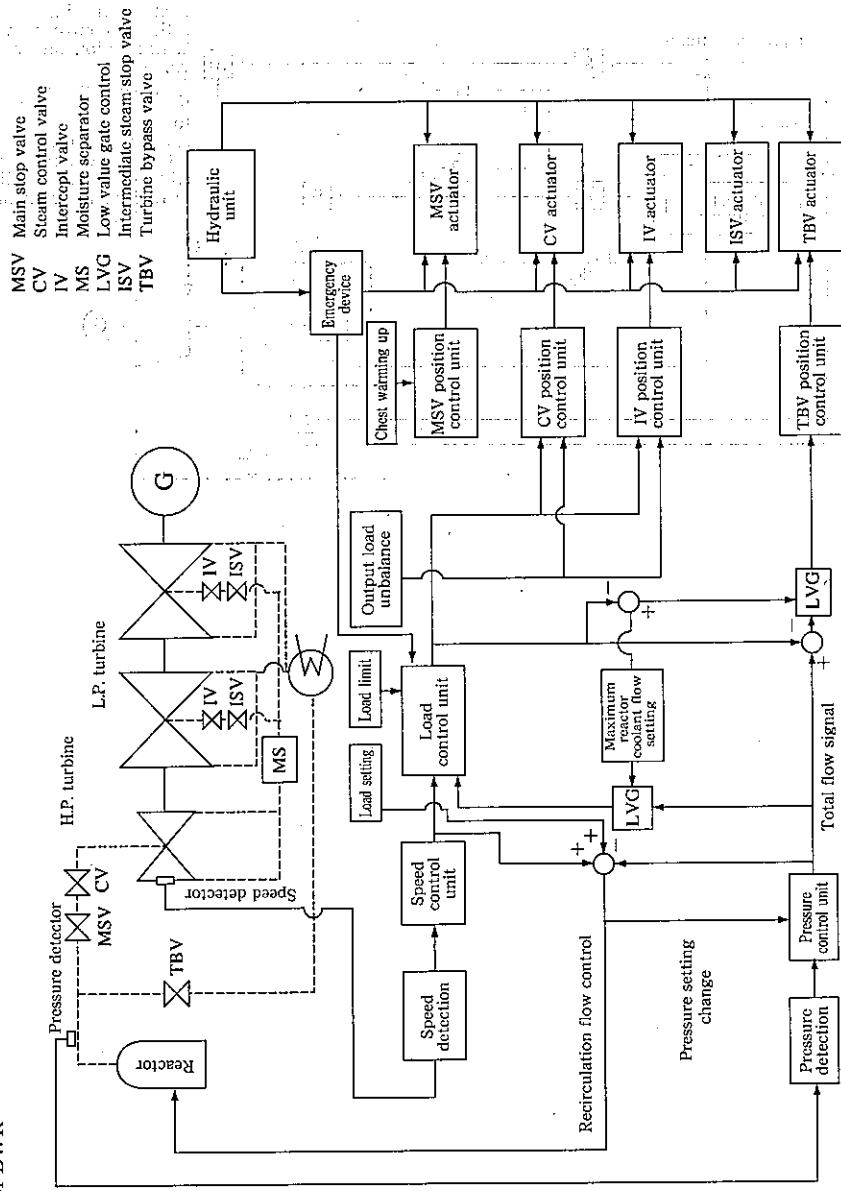 MSV Main stop valve
CV Steam control valve
IV Intercept valve
MS Moisture separator
LVG Low value gate control
ISV Intermediate steam stop valve
TBV Turbine bypass valve
Pressure detector
MSV CV
H.P. turbine
L.P. turbine
G
IV
ISV
IV
ISV
MS
TBV
Reactor
Speed detector
Hydraulic
unit
Emergency
device
Chest warming up
MSV position
control unit
MSV
actuator
Output load
unbalance
CV position
control unit
CV actuator
IV position
control unit
IV actuator
ISV actuator
TBV position
control unit
TBV actuator
Load limit
Load setting
Load
control unit
Speed
detection
Speed
control
unit
Recirculation flow control
+
+
−
LVG
Maximum
reactor
coolant flow
setting
−
+
LVG
−
+
Pressure setting
change
Total flow signal
Pressure
detection
Pressure
control unit